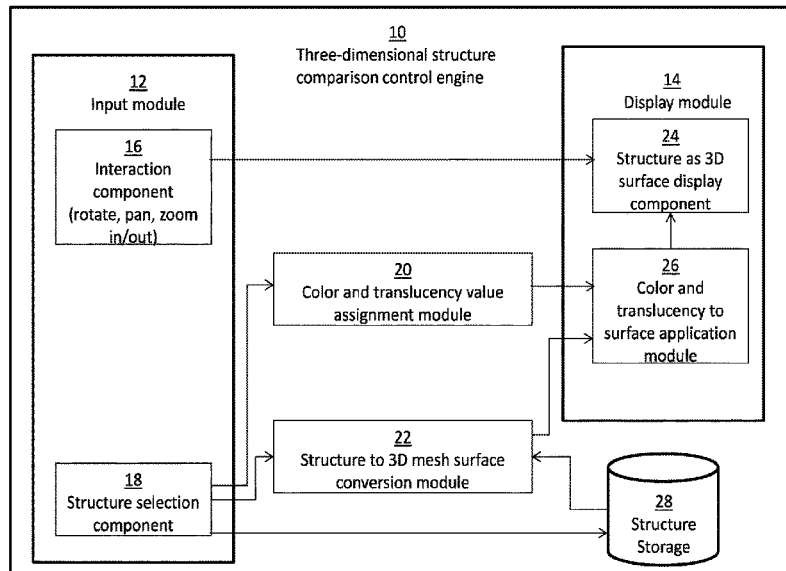 10
Three-dimensional structure
comparison control engine
12
Input module
16
Interaction
component
(rotate, pan, zoom
in/out)
18
Structure selection
component
20
Color and translucency value
assignment module
22
Structure to 3D mesh surface
conversion module
14
Display module
24
Structure as 3D
surface display
component
26
Color and
translucency to
surface application
module
28
Structure
Storage